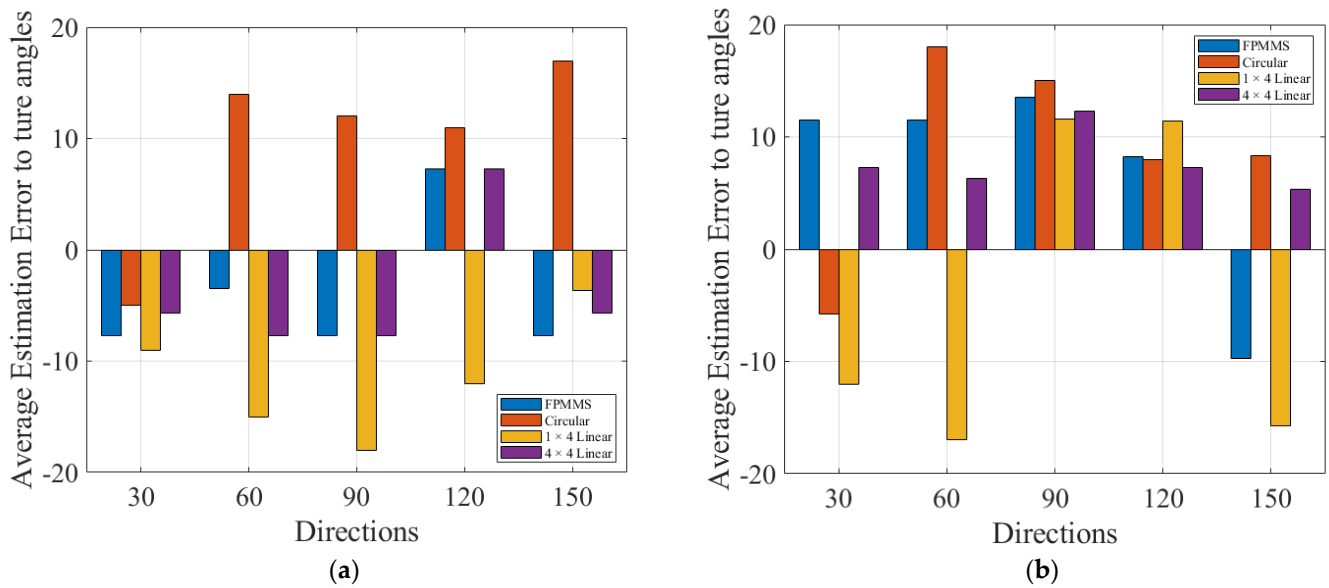 Average Estimation Error to ture angles
20
10
0
-10
-20
30 60 90 120 150
Directions
FPMMS
Circular
1 × 4 Linear
4 × 4 Linear
(a)
Average Estimation Error to ture angles
20
10
0
-10
-20
30 60 90 120 150
Directions
FPMMS
Circular
1 × 4 Linear
4 × 4 Linear
(b)